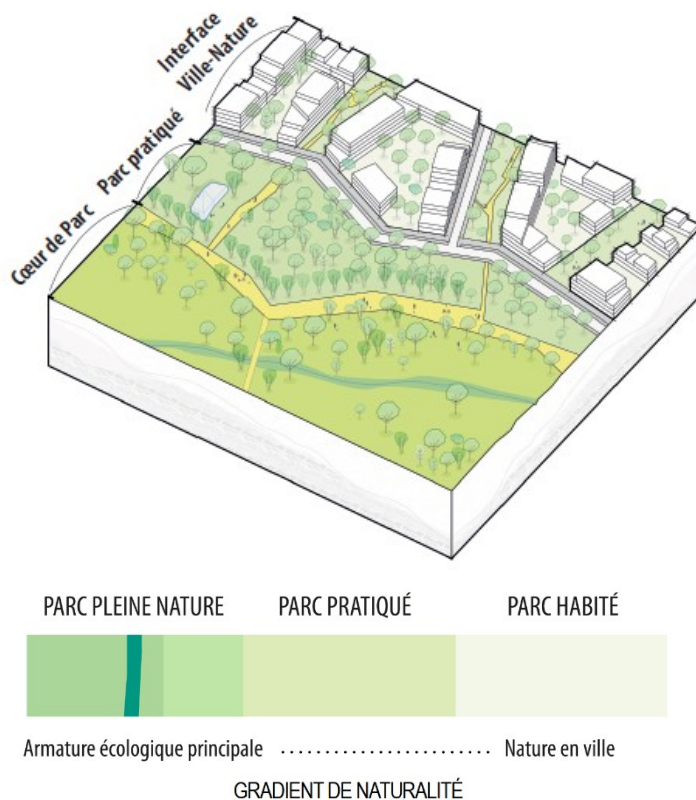 Interface
Ville-Nature
Parc pratiqué
Cœur de Parc
PARC PLEINE NATURE PARC PRATIQUÉ PARC HABITÉ
Armature écologique principale ........................ Nature en ville
GRADIENT DE NATURALITÉ